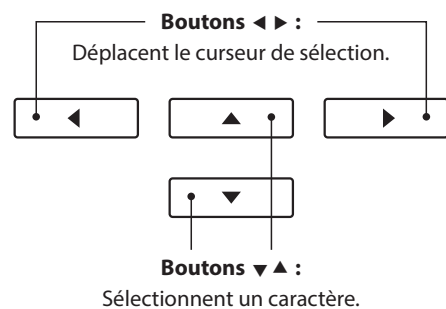 Boutons ◀ ▶ :
Déplacent le curseur de sélection.
Boutons ▼ ▲ :
Sélectionnent un caractère.